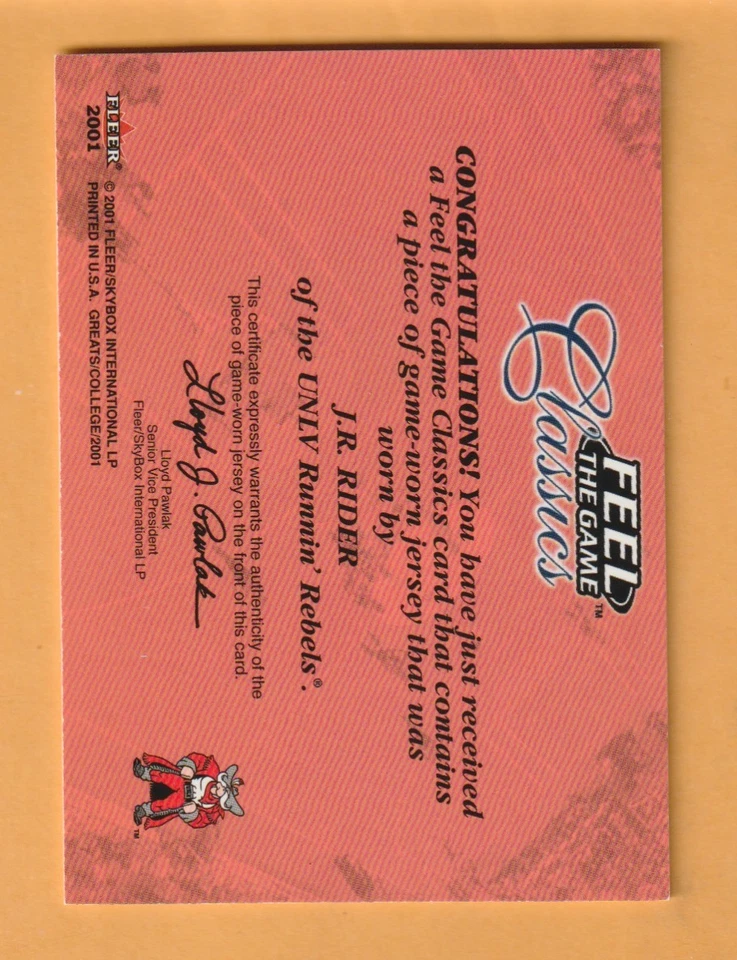 FEEL
THE GAME™
Classics
CONGRATULATIONS! You have just received
a Feel the Game Classics card that contains
a piece of game-worn jersey that was
worn by
J.R. RIDER
of the UNLV Runnin' Rebels®.
This certificate expressly warrants the authenticity of the
piece of game-worn jersey on the front of this card.
Lloyd J. Pawlak
Lloyd Pawlak
Senior Vice President
Fleer/SkyBox International LP
FLEER®
2001
© 2001 FLEER/SKYBOX INTERNATIONAL LP
PRINTED IN U.S.A. GREATS/COLLEGE/2001
TM